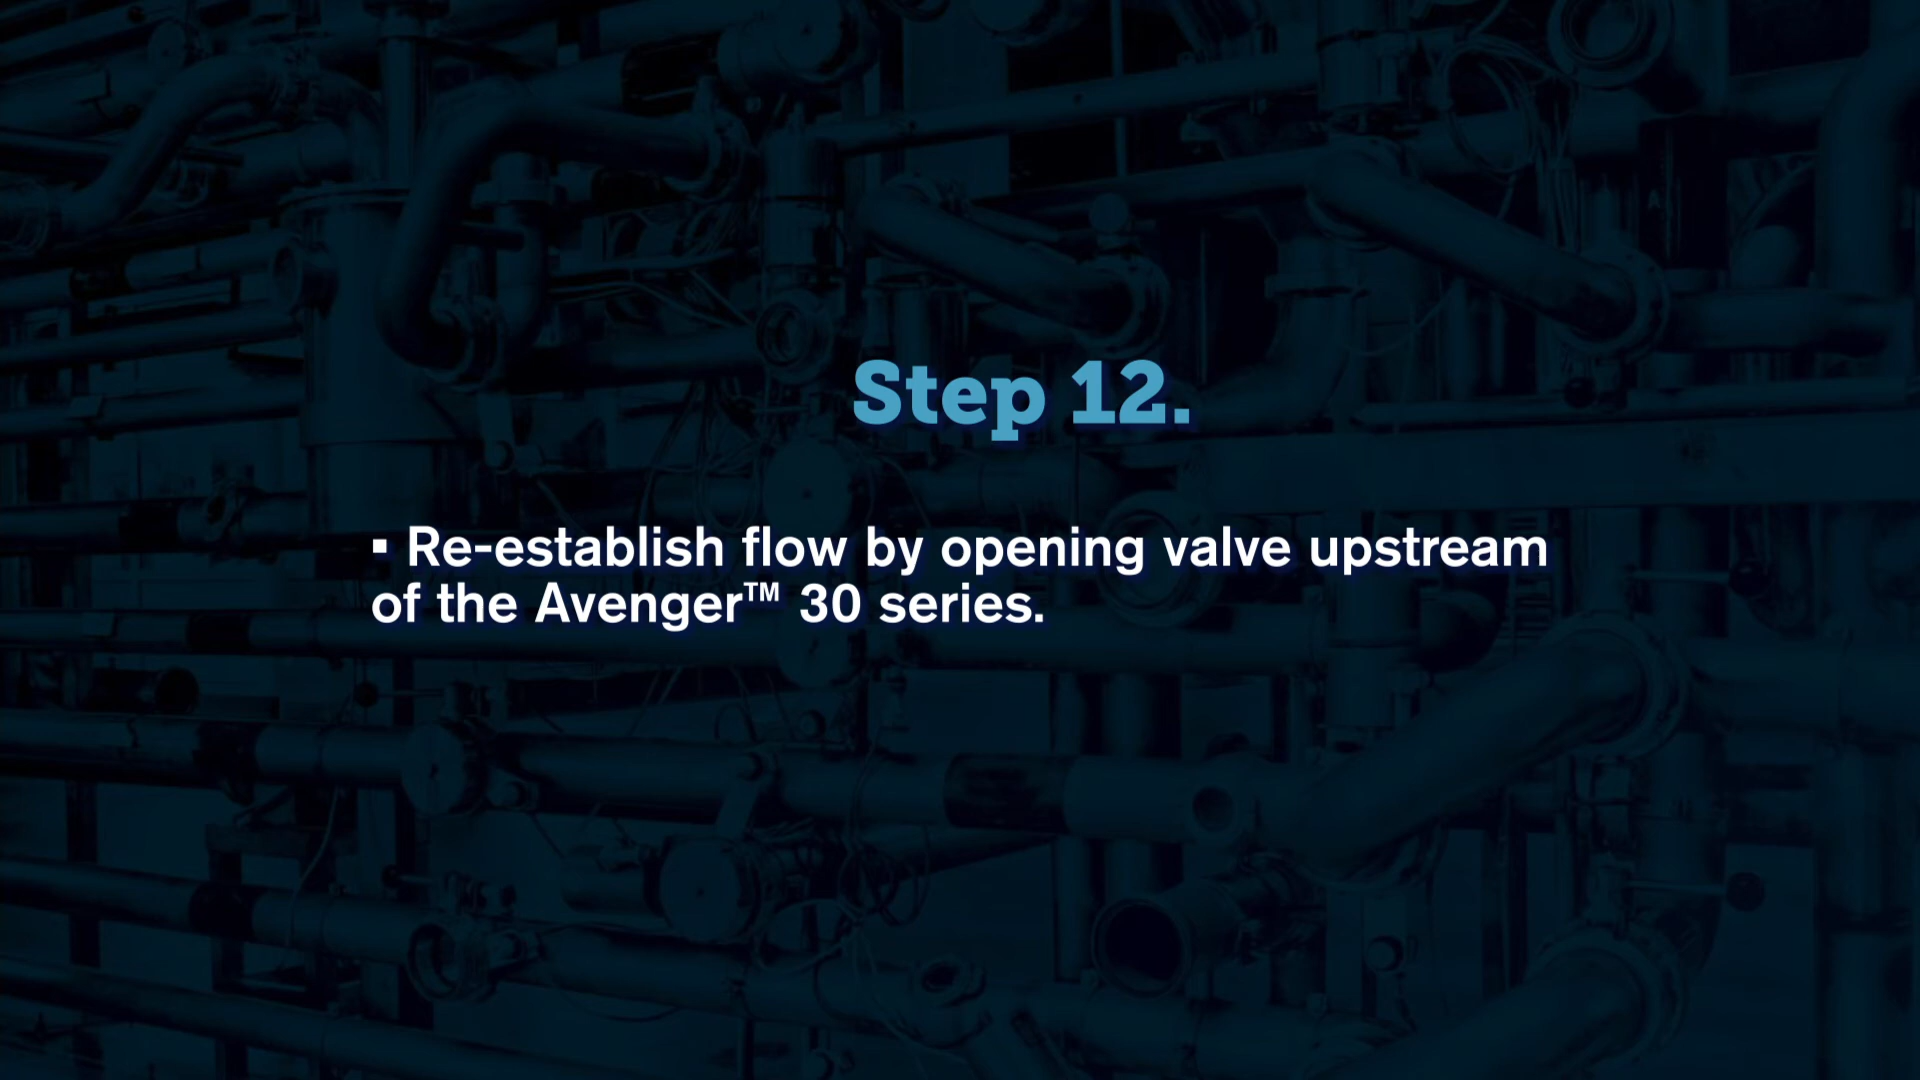 Step 12.
▪ Re-establish flow by opening valve upstream
of the Avenger™ 30 series.